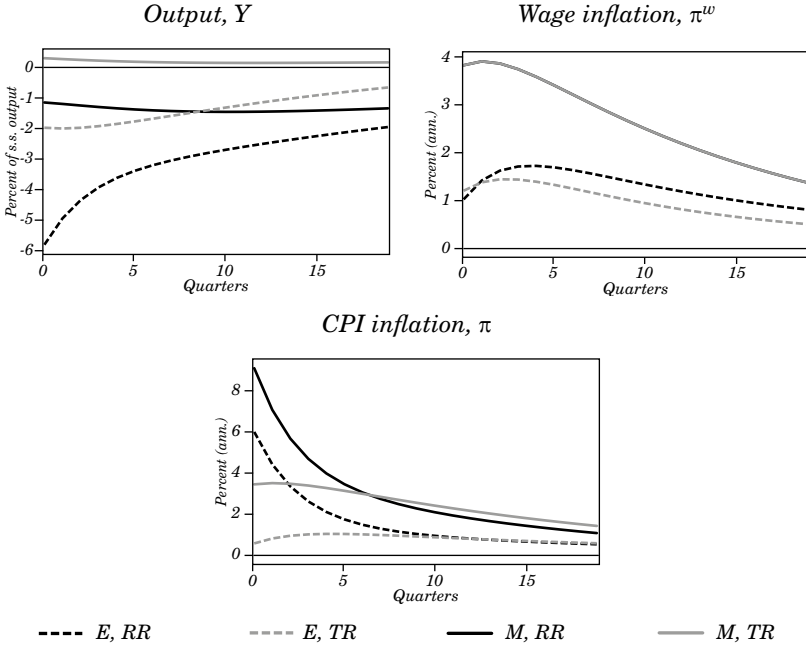 Output, Y
Percent of s.s. output
0
-1
-2
-3
-4
-5
-6
0
5
10
15
Quarters
Wage inflation, πʷ
Percent (ann.)
4
3
2
1
0
0
5
10
15
Quarters
CPI inflation, π
Percent (ann.)
8
6
4
2
0
0
5
10
15
Quarters
E, RR E, TR M, RR M, TR